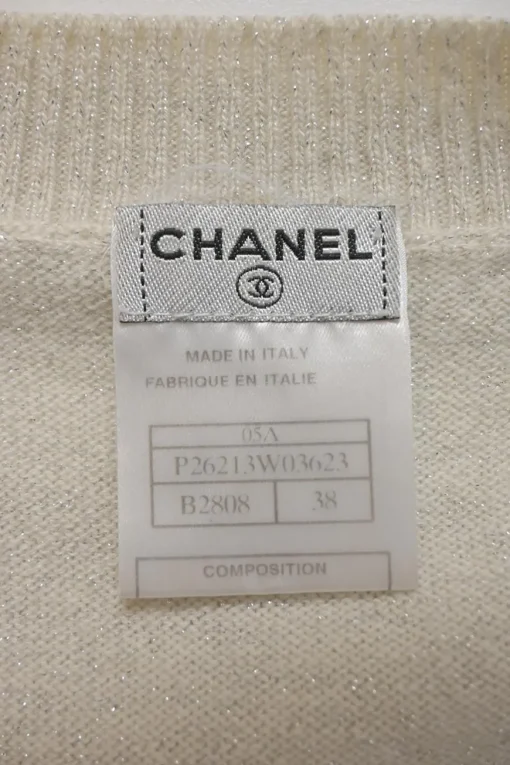 CHANEL
MADE IN ITALY
FABRIQUE EN ITALIE
05A
P26213W03623
B2808 38
COMPOSITION